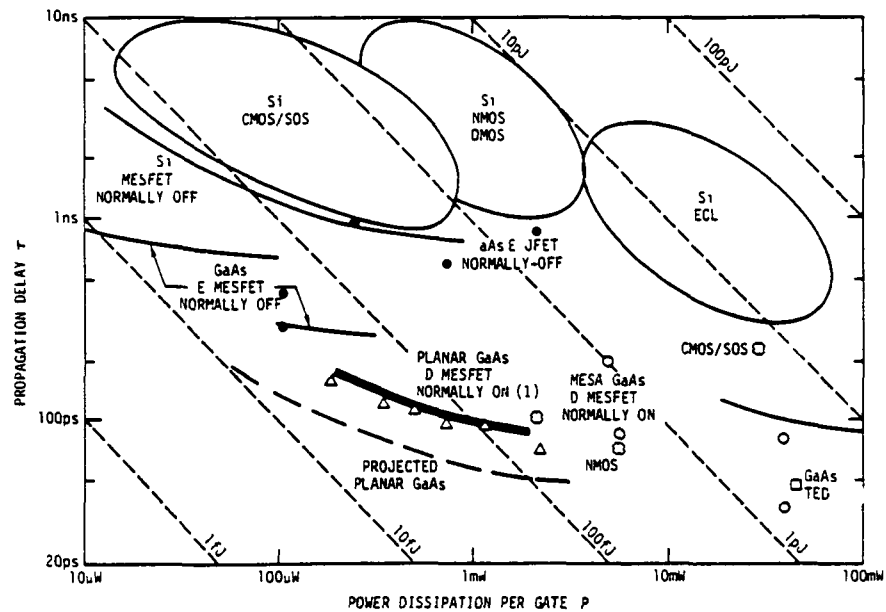 10ns
10pJ
100pJ
Si
CMOS/SOS
Si
NMOS
DMOS
Si
MESFET
NORMALLY OFF
Si
ECL
1ns
aAs E JFET
NORMALLY-OFF
GaAs
E MESFET
NORMALLY OFF
PROPAGATION DELAY τ
CMOS/SOS
PLANAR GaAs
D MESFET
NORMALLY ON (1)
MESA GaAs
D MESFET
NORMALLY ON
100ps
NMOS
PROJECTED
PLANAR GaAs
GaAs
TED
1fJ
10fJ
100fJ
1pJ
20ps
10μW
100μW
1mW
10mW
100mW
POWER DISSIPATION PER GATE P